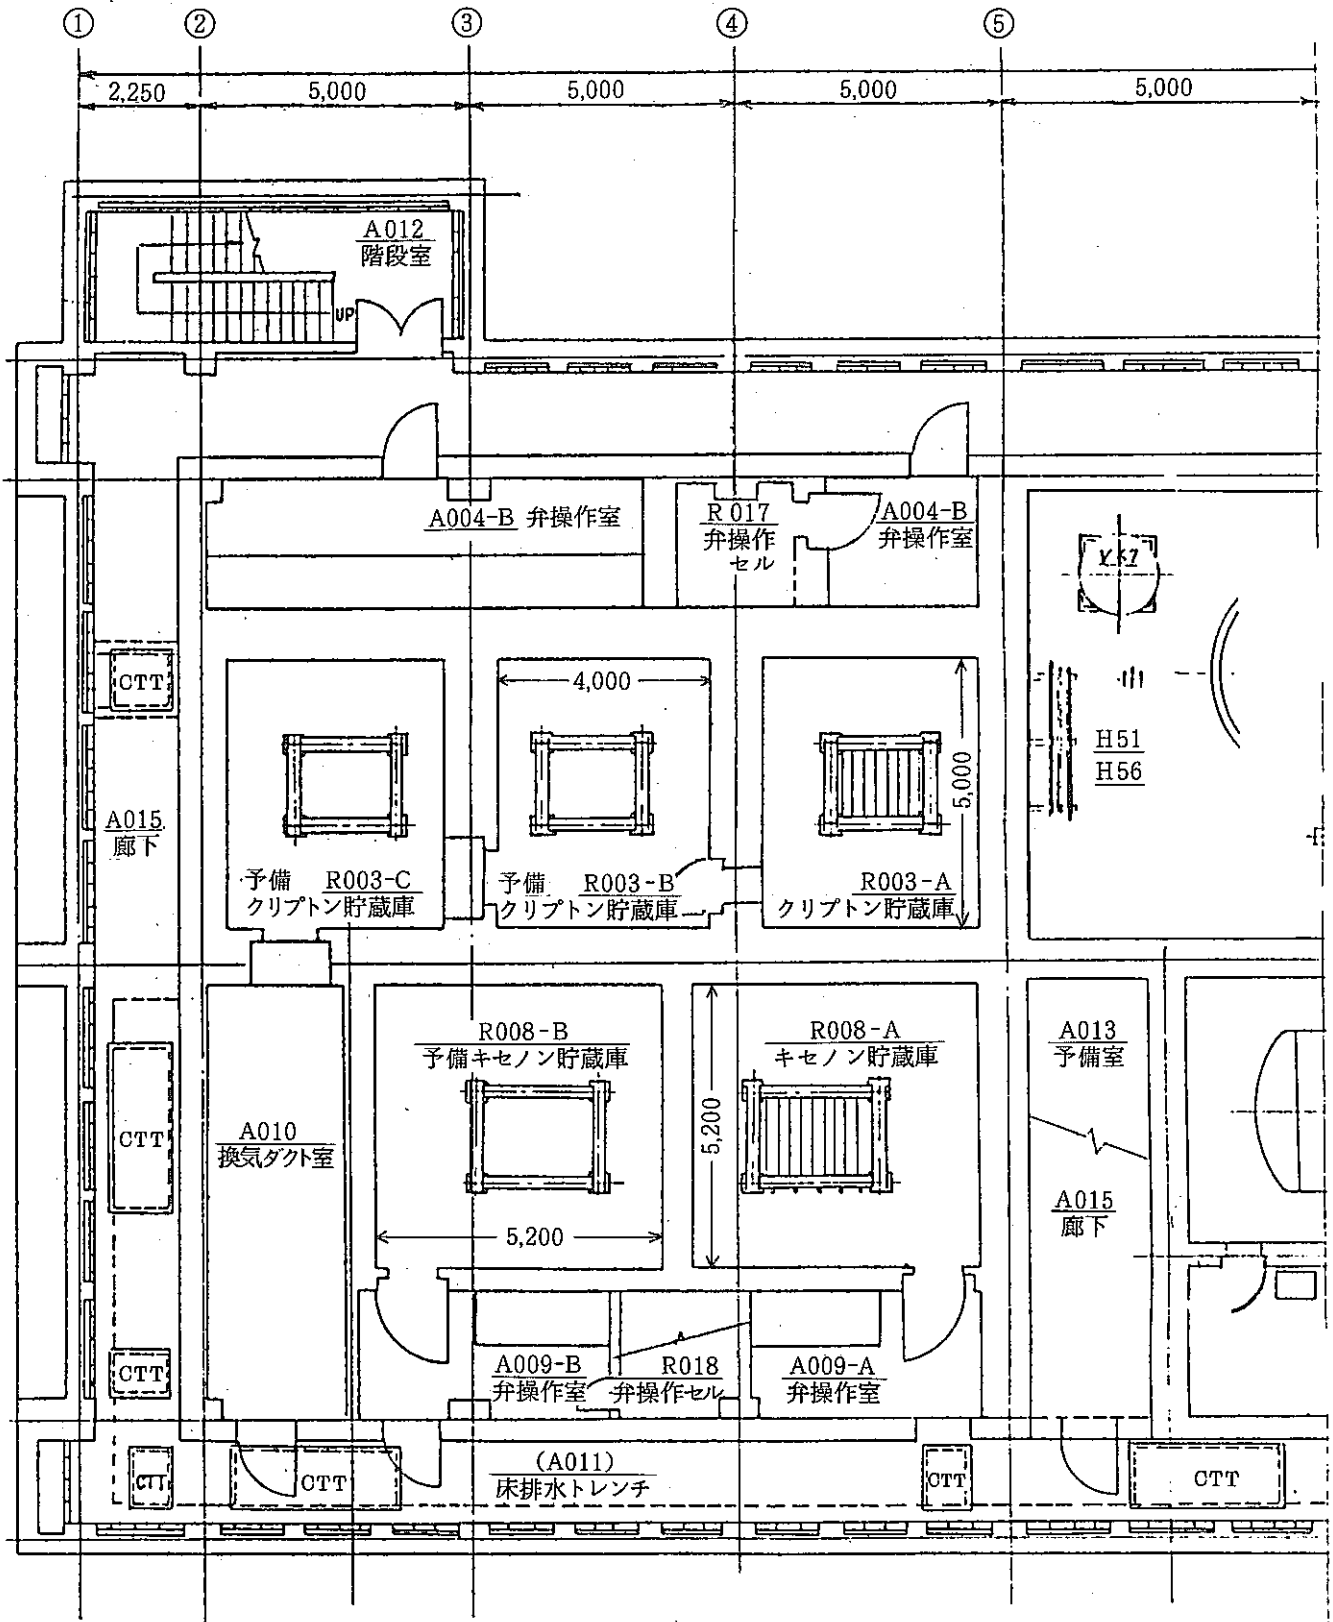 ① ② ③ ④ ⑤
2,250 5,000 5,000 5,000 5,000
A012
階段室
UP
A004-B 弁操作室
R 017
弁操作
セル
A004-B
弁操作室
CTT
4,000
5,000
H51
H56
A015
廊下
予備 R003-C
クリプトン貯蔵庫
予備 R003-B
クリプトン貯蔵庫
R003-A
クリプトン貯蔵庫
R008-B
予備キセノン貯蔵庫
R008-A
キセノン貯蔵庫
A013
予備室
CTT
A010
換気ダクト室
5,200
5,200
A015
廊下
CTT
A009-B
弁操作室
R018
弁操作セル
A009-A
弁操作室
(A011)
床排水トレンチ
CTT
CTT
CTT
CTT